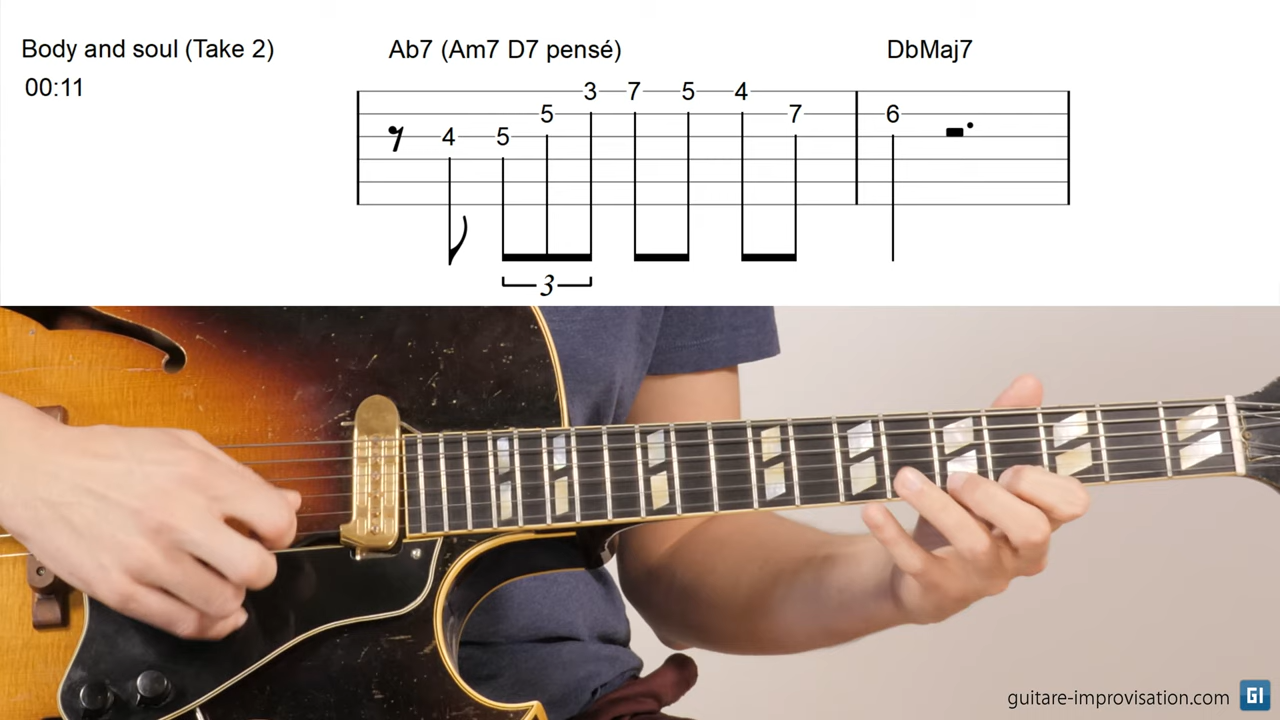 Body and soul (Take 2)
00:11
Ab7 (Am7 D7 pensé)
DbMaj7
3 7 5 4
5 7 6
4 5
3
guitare-improvisation.com GI